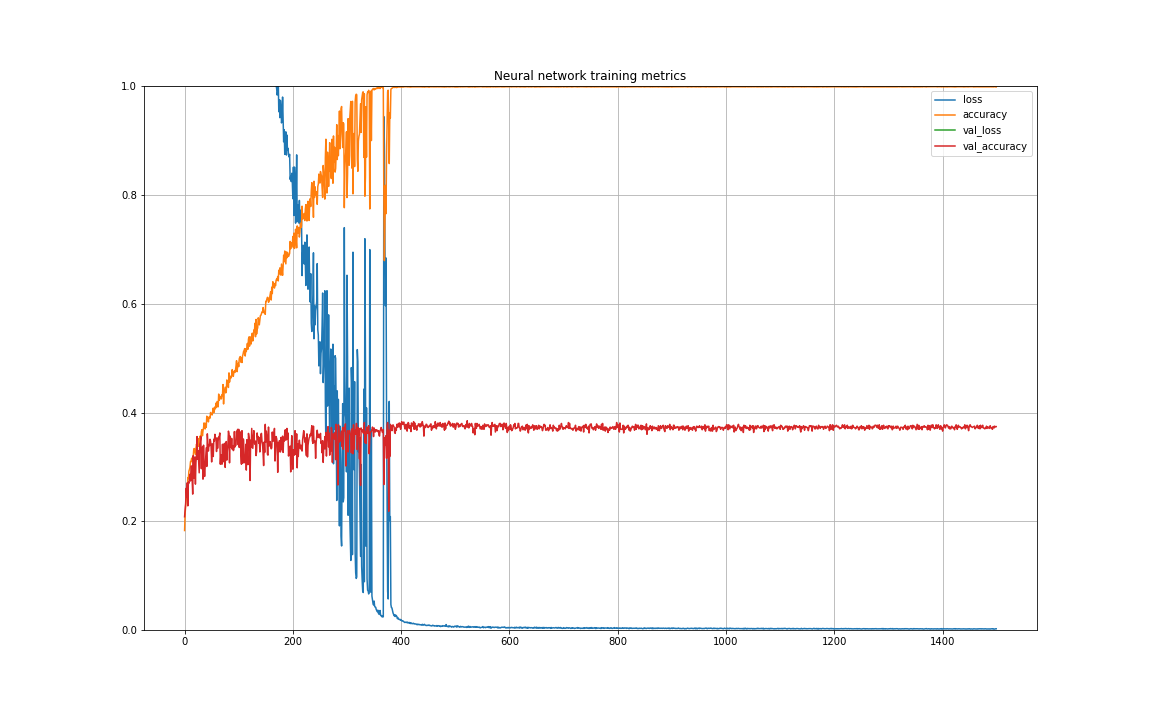 Neural network training metrics
1.0
0.8
0.6
0.4
0.2
0.0
0 200 400 600 800 1000 1200 1400
loss
accuracy
val_loss
val_accuracy